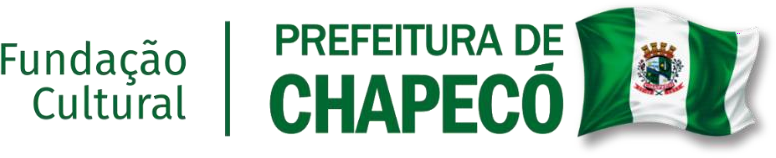 Fundação
Cultural
PREFEITURA DE
CHAPECÓ